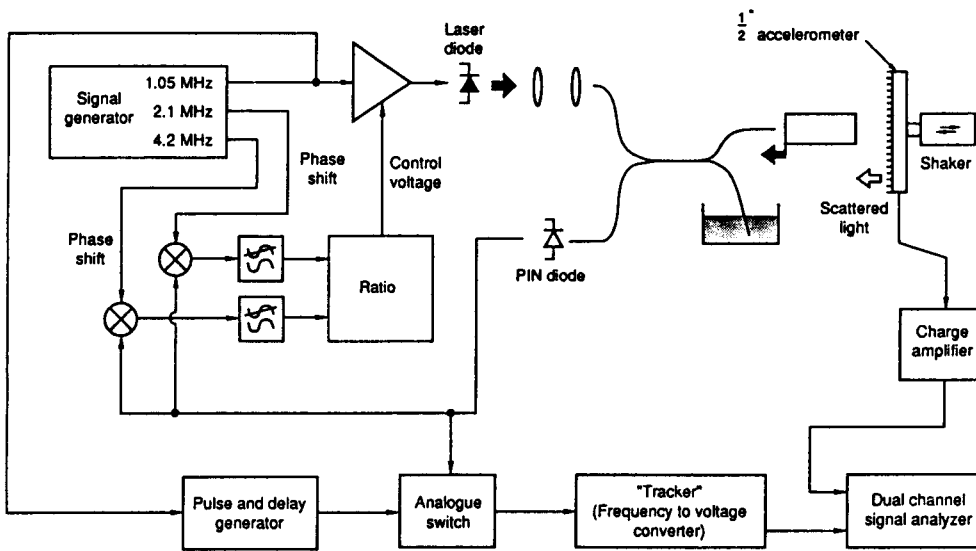 1/2" accelerometer
Laser
diode
Signal
generator
1.05 MHz
2.1 MHz
4.2 MHz
Phase
shift
Control
voltage
Phase
shift
Scattered
light
Shaker
PIN diode
Ratio
Charge
amplifier
Pulse and delay
generator
Analogue
switch
"Tracker"
(Frequency to voltage
converter)
Dual channel
signal analyzer